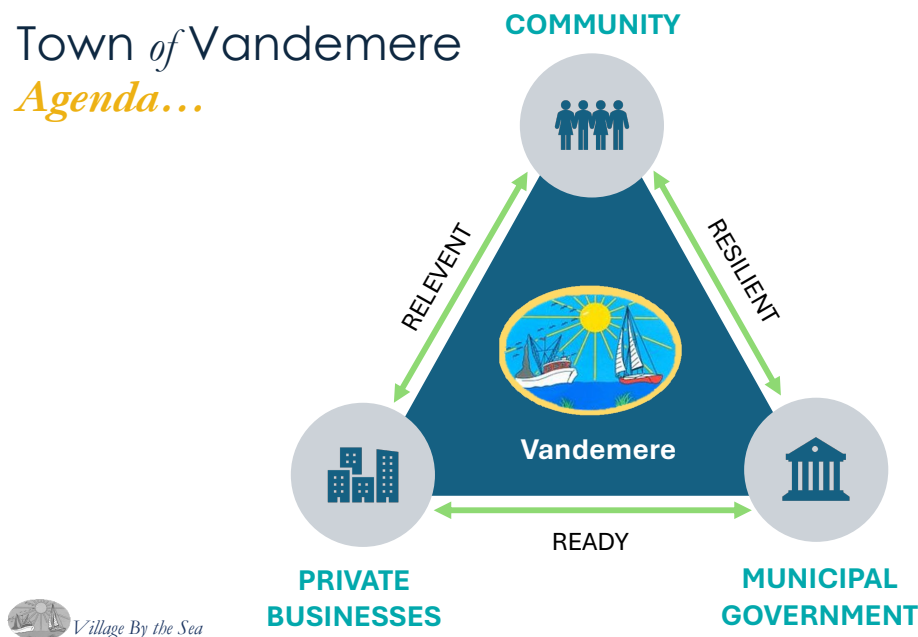 Town of Vandemere
Agenda...
COMMUNITY
RELEVENT
RESILIENT
Vandemere
READY
PRIVATE
BUSINESSES
MUNICIPAL
GOVERNMENT
Village By the Sea